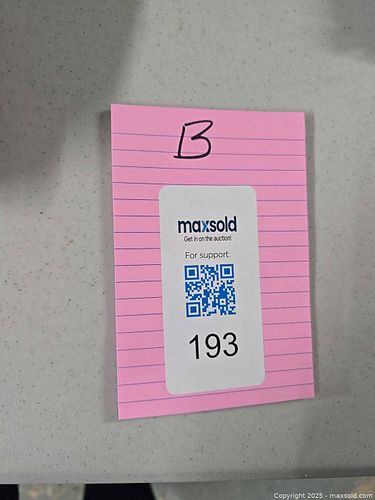 B
maxsold
Get in on the auction!
For support:
193
Copyright © 2025 - maxsold.com